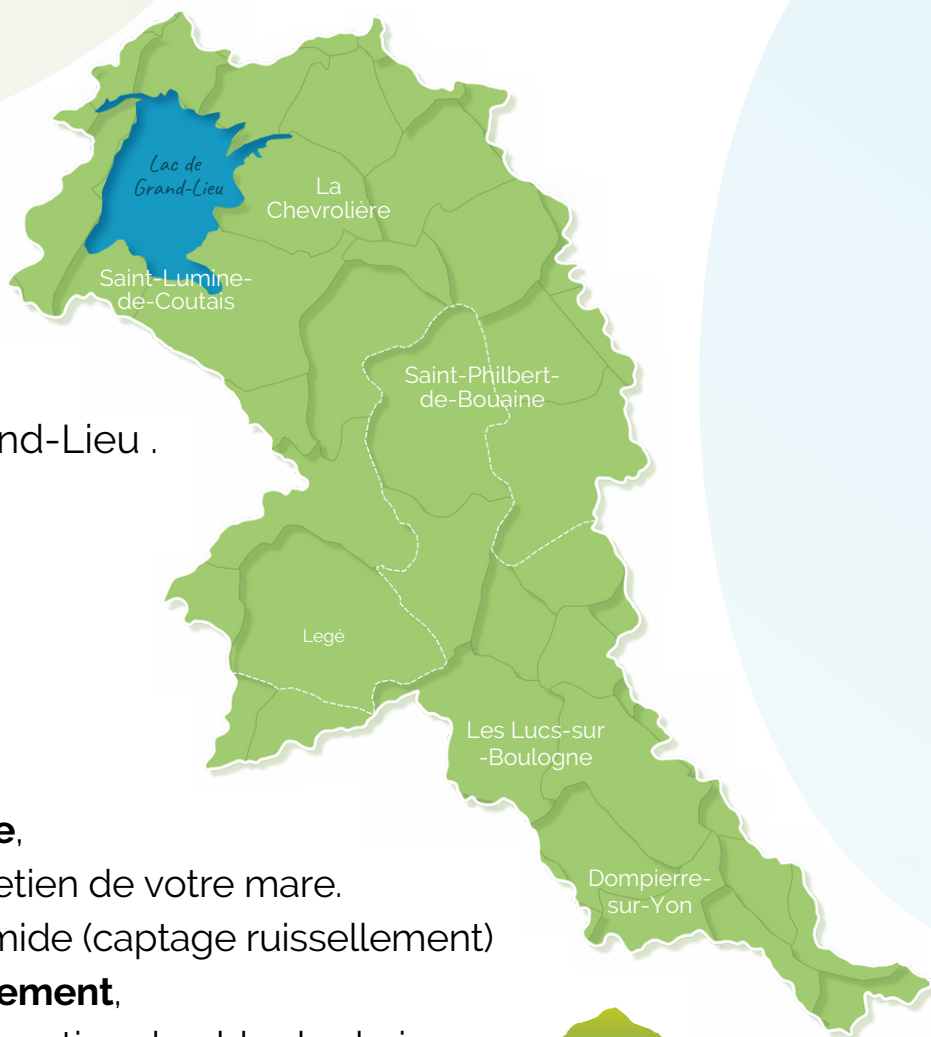 Lac de
Grand-Lieu
La
Chevrolière
Saint-Lumine-
de-Coutais
Saint-Philbert-
de-Bouaine
nd-Lieu .
Legé
Les Lucs-sur
-Boulogne
e,
etien de votre mare.
Dompierre-
sur-Yon
mide (captage ruissellement)
ement,